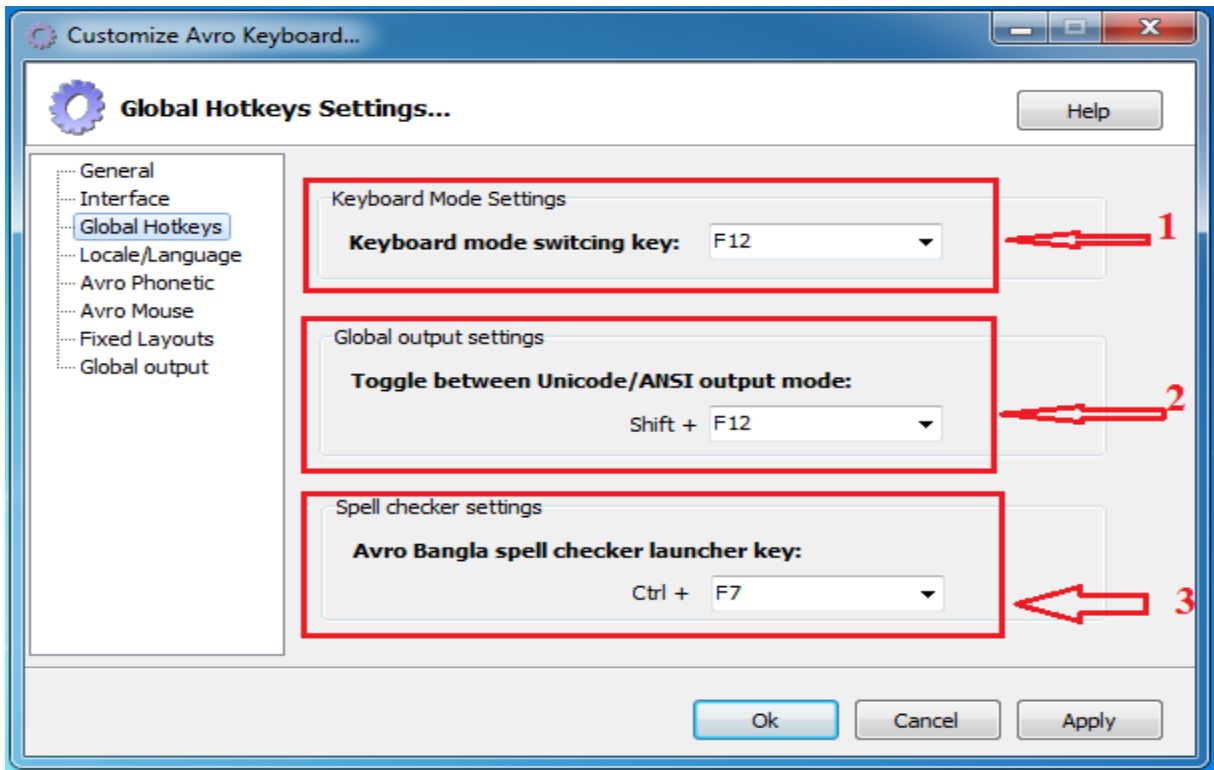 Customize Avro Keyboard...
Global Hotkeys Settings...
Help
General
Interface
Global Hotkeys
Locale/Language
Avro Phonetic
Avro Mouse
Fixed Layouts
Global output
Keyboard Mode Settings
Keyboard mode switcing key: F12
1
Global output settings
Toggle between Unicode/ANSI output mode:
Shift + F12
2
Spell checker settings
Avro Bangla spell checker launcher key:
Ctrl + F7
3
Ok Cancel Apply